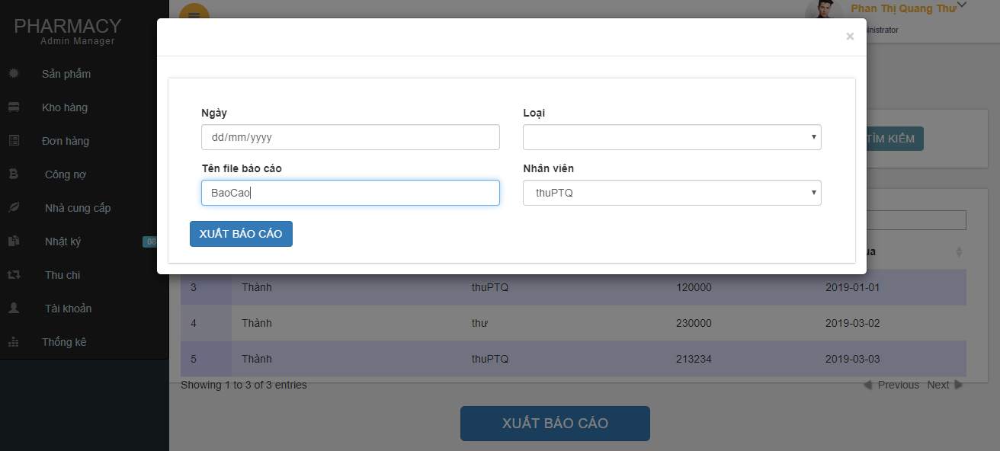 PHARMACY
Admin Manager
Phan Thị Quang Thư
inistrator
×
Sản phẩm
Kho hàng
Đơn hàng
Công nợ
Nhà cung cấp
Nhật ký 08
Thu chi
Tài khoản
Thống kê
Ngày
Loại
dd/mm/yyyy
Tên file báo cáo
Nhân viên
BaoCao
thuPTQ
XUẤT BÁO CÁO
TÌM KIẾM
ua
3 Thành thuPTQ 120000 2019-01-01
4 Thành thư 230000 2019-03-02
5 Thành thuPTQ 213234 2019-03-03
Showing 1 to 3 of 3 entries
Previous Next
XUẤT BÁO CÁO